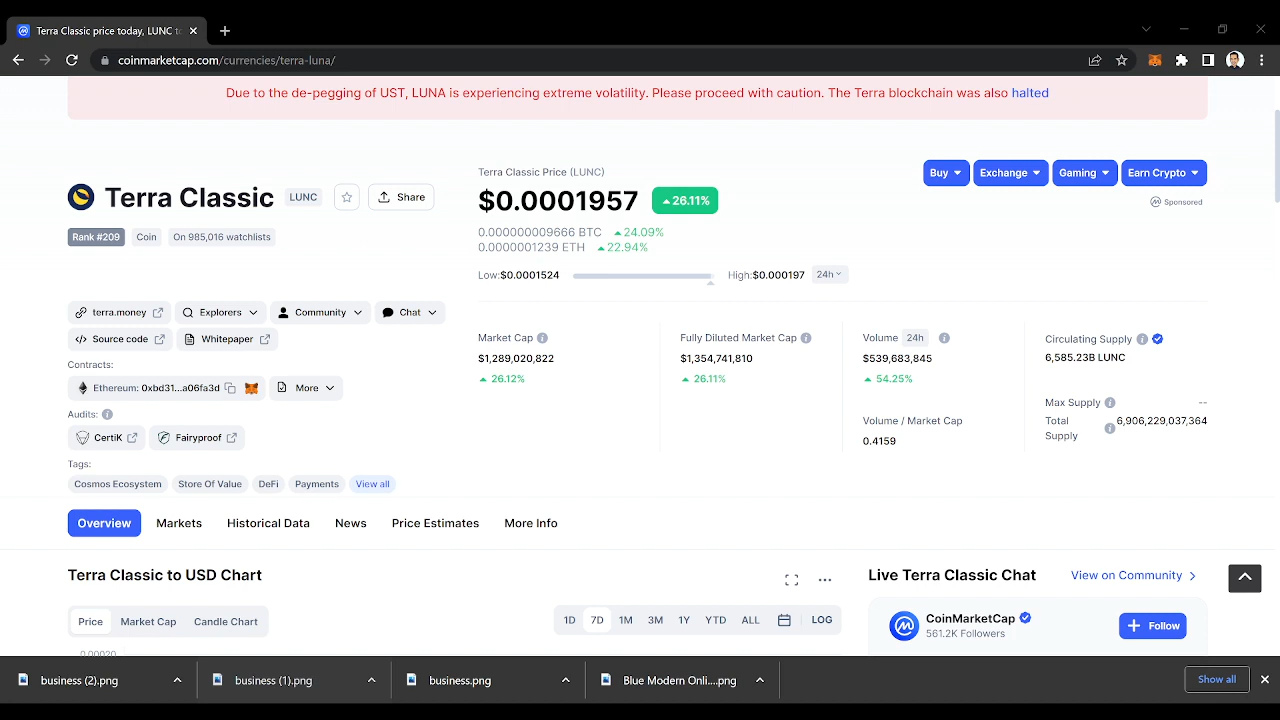 Terra Classic price today, LUNC to
coinmarketcap.com/currencies/terra-luna/
Due to the de-pegging of UST, LUNA is experiencing extreme volatility. Please proceed with caution. The Terra blockchain was also halted
Terra Classic LUNC Share
Rank #209 Coin On 985,016 watchlists
Terra Classic Price (LUNC)
$0.0001957 26.11%
0.000000009666 BTC 24.09%
0.0000001239 ETH 22.94%
Low:$0.0001524 High:$0.000197 24h
Buy Exchange Gaming Earn Crypto
Sponsored
terra.money Explorers Community Chat
Source code Whitepaper
Contracts:
Ethereum: 0xbd31...a06fa3d More
Audits:
CertiK Fairyproof
Tags:
Cosmos Ecosystem Store Of Value DeFi Payments View all
Market Cap
$1,289,020,822
26.12%
Fully Diluted Market Cap
$1,354,741,810
26.11%
Volume 24h
$539,683,845
54.25%
Volume / Market Cap
0.4159
Circulating Supply
6,585.23B LUNC
Max Supply --
Total Supply 6,906,229,037,364
Overview Markets Historical Data News Price Estimates More Info
Terra Classic to USD Chart
Price Market Cap Candle Chart
1D 7D 1M 3M 1Y YTD ALL LOG
0.00020
Live Terra Classic Chat View on Community
CoinMarketCap
561.2K Followers
Follow
business (2).png business (1).png business.png Blue Modern Onli....png Show all